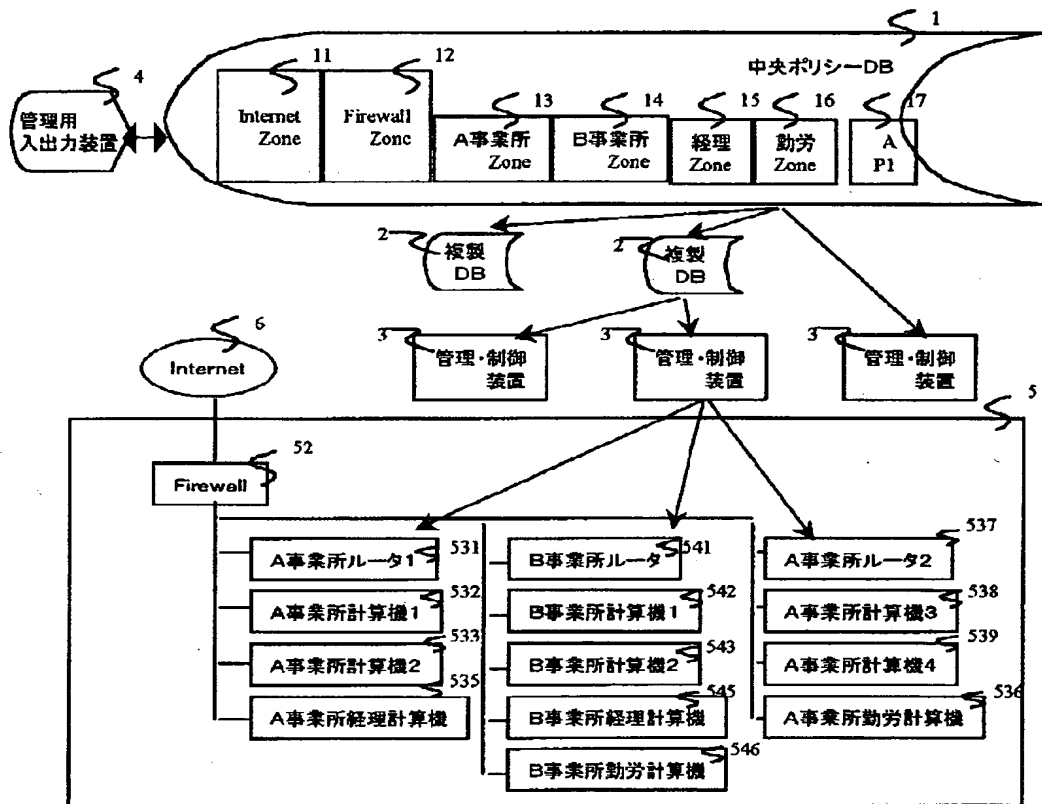 1
中央ポリシーDB
4
管理用
入出力装置
11
Internet
Zone
12
Firewall
Zone
13
A事業所
Zone
14
B事業所
Zone
15
経理
Zone
16
勤労
Zone
17
A
P1
2
複製
DB
2
複製
DB
3
管理・制御
装置
3
管理・制御
装置
3
管理・制御
装置
6
Internet
5
52
Firewall
A事業所ルータ1
531
A事業所計算機1
532
A事業所計算機2
533
A事業所経理計算機
535
B事業所ルータ
541
B事業所計算機1
542
B事業所計算機2
543
B事業所経理計算機
545
B事業所勤労計算機
546
A事業所ルータ2
537
A事業所計算機3
538
A事業所計算機4
539
A事業所勤労計算機
536